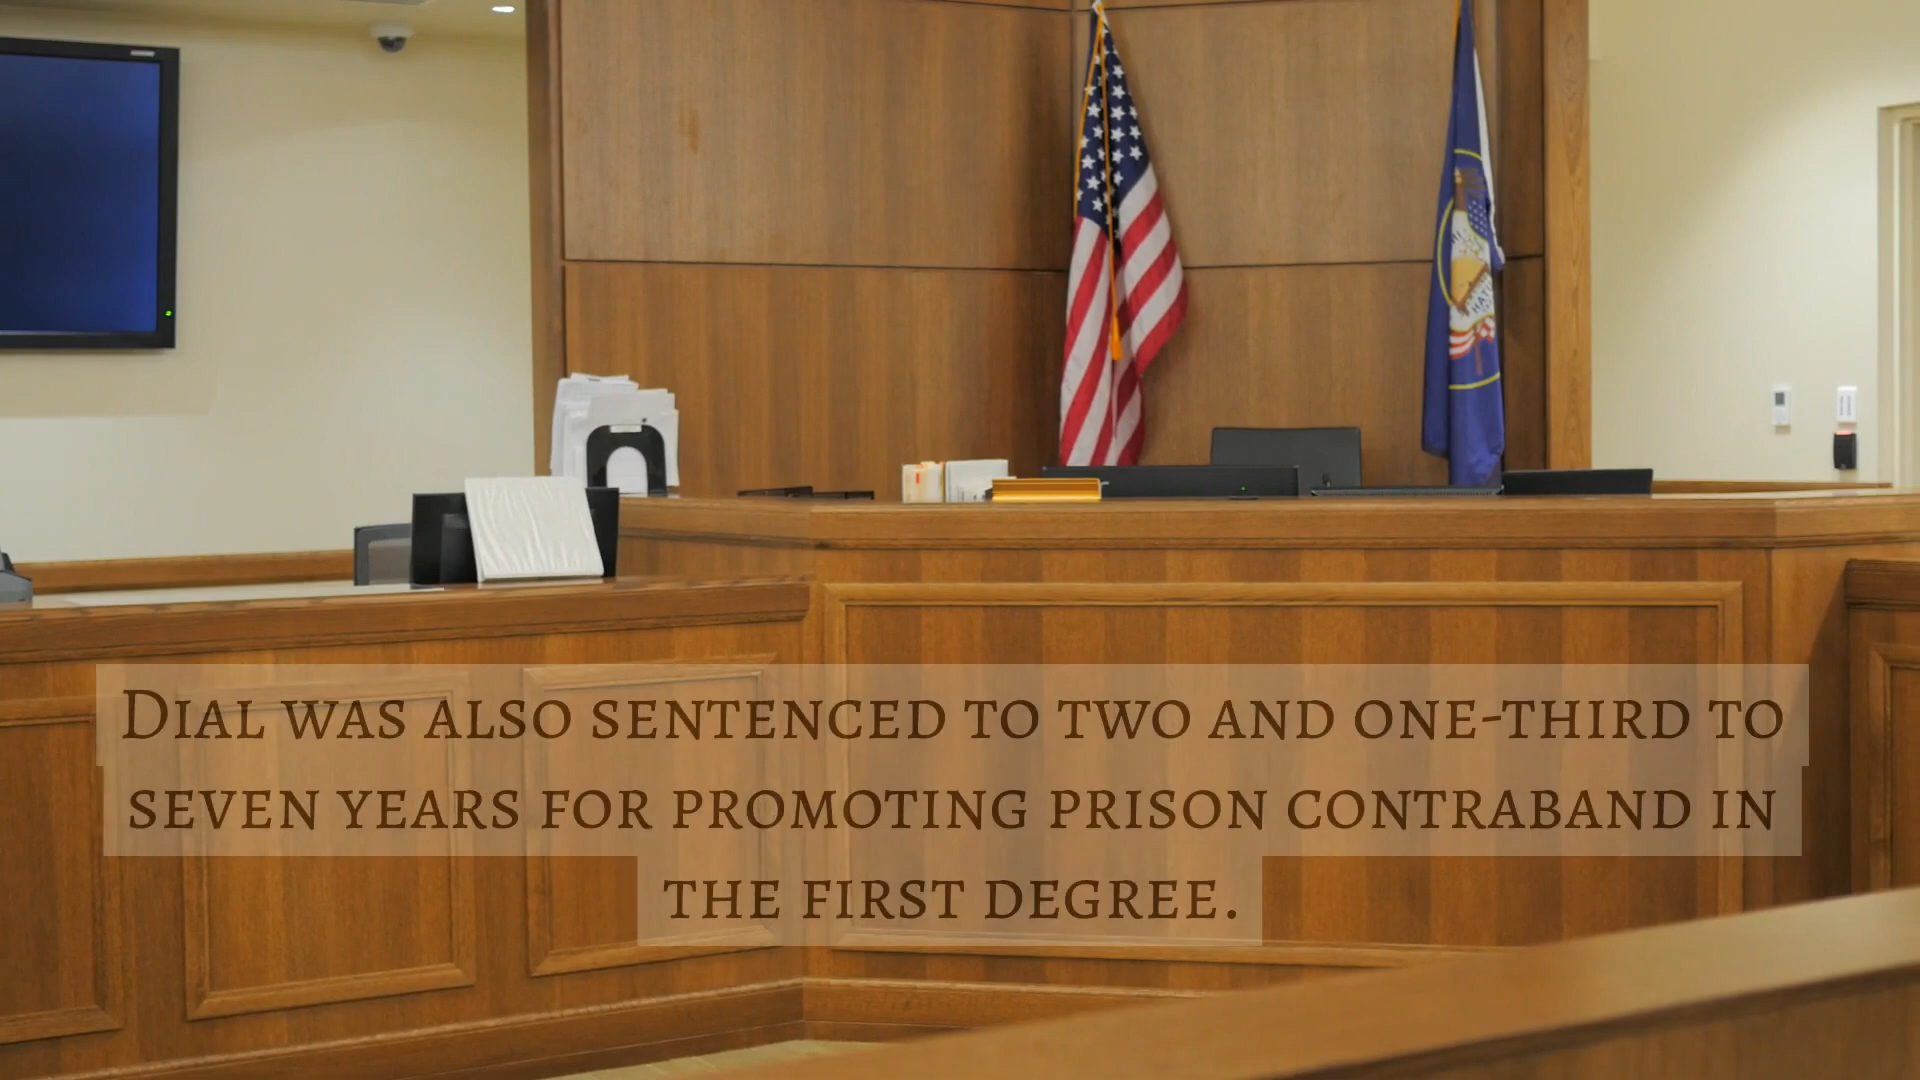 Dial was also sentenced to two and one-third to
seven years for promoting prison contraband in
the first degree.